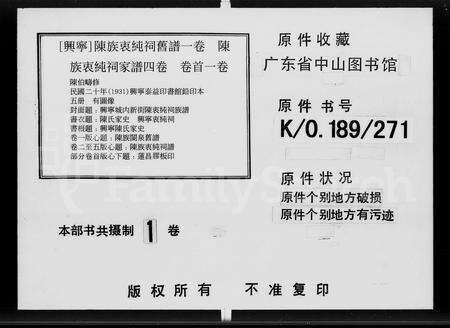 [興寧]陳族衷純祠舊譜一卷 陳
族衷純祠家譜四卷 卷首一卷
陳伯疇修
民國二十年(1931)興寧泰益印書館鉛印本
五册 有圖像
封面題：興寧城内新街陳衷純祠族譜
書衣題：陳氏家史 興寧衷純祠
書根題：興寧陳氏家史
卷一版心題：陳族閩泉舊譜
卷二至五版心題：陳族衷純祠譜
部分卷首版心下題：蓮昌膠板印
本部书共摄制 1 卷
原件收藏
广东省中山图书馆
原件书号
K/0.189/271
原件状况
原件个别地方破损
原件个别地方有污迹
版权所有 不准复印
FamilySearch